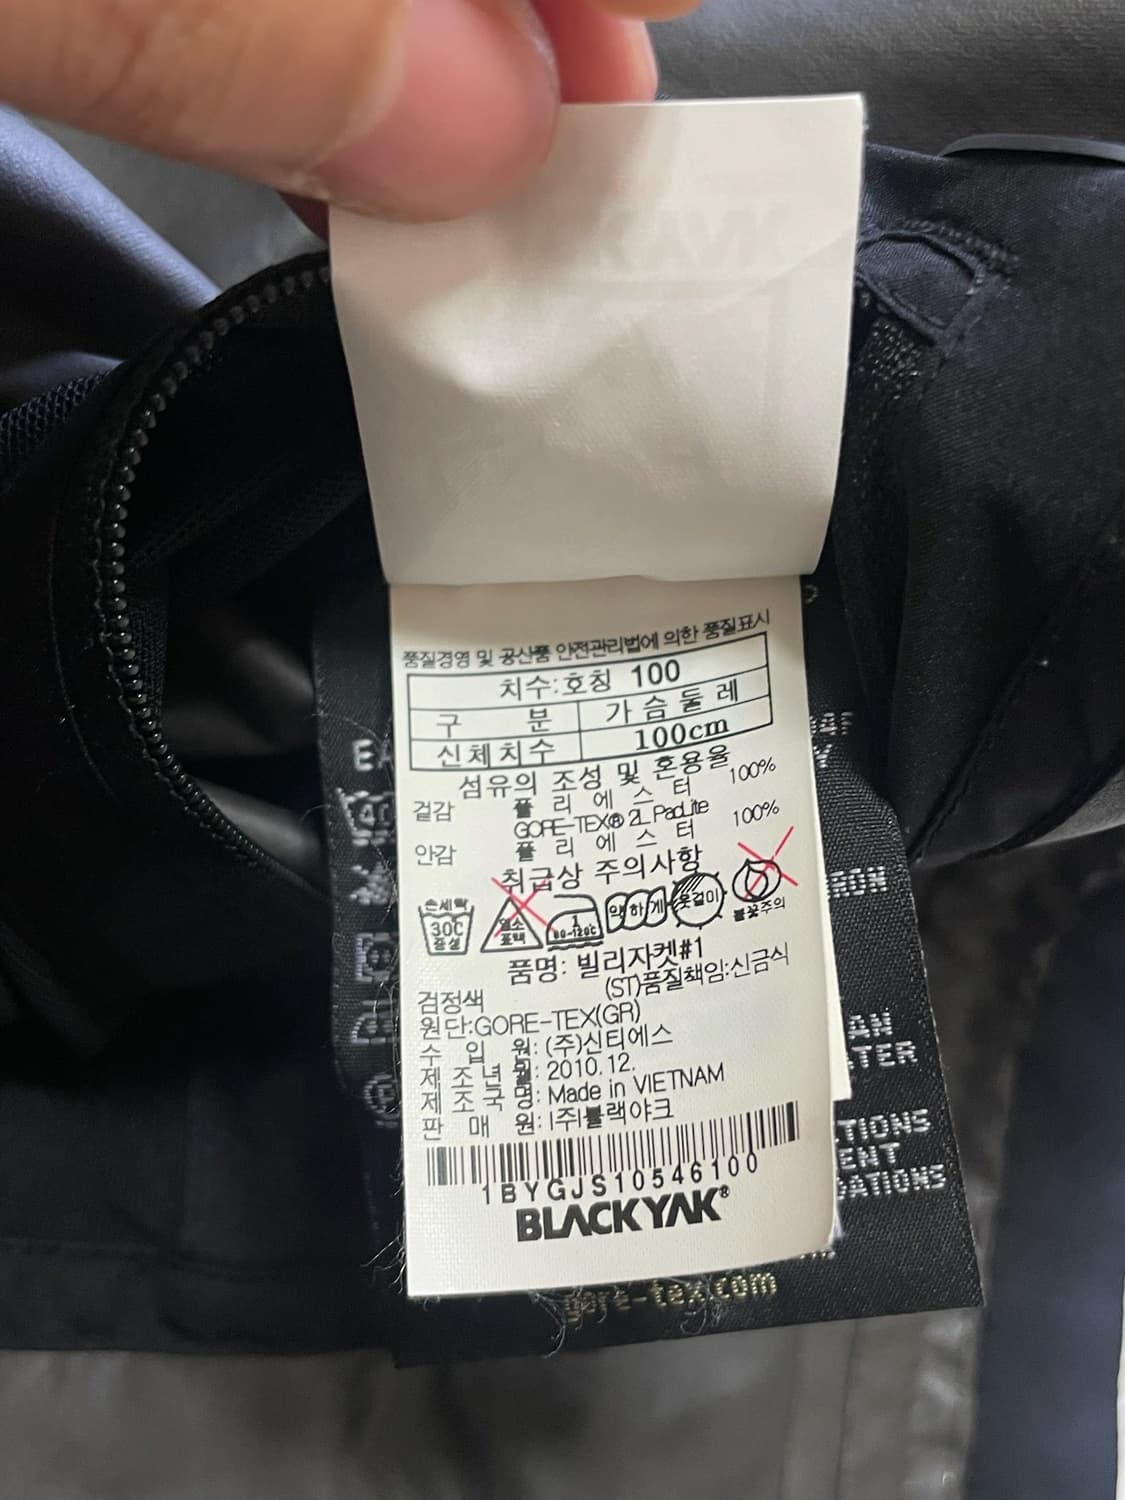 품질경영 및 공산품 안전관리법에 의한 품질표시
치수:호칭 100
구 분 가슴둘레
신체치수 100cm
섬유의 조성 및 혼용율
겉감 폴리에스터 100%
GORE-TEX® 2L PacLite
안감 폴리에스터 100%
취급상 주의사항
손세탁 30℃ 중성
염소 표백
1 80-120℃
약하게
옷걸이
불꽃주의
품명: 빌리자켓#1
(ST)품질책임:신금식
검정색
원단:GORE-TEX(GR)
수 입 원: (주)신티에스
제 조 년 월: 2010.12.
제 조 국 명: Made in VIETNAM
판 매 원: (주)블랙야크
1BYGJS10546100
BLACKYAK®
TIONS
ENT
DATIONS
gore-tex.com